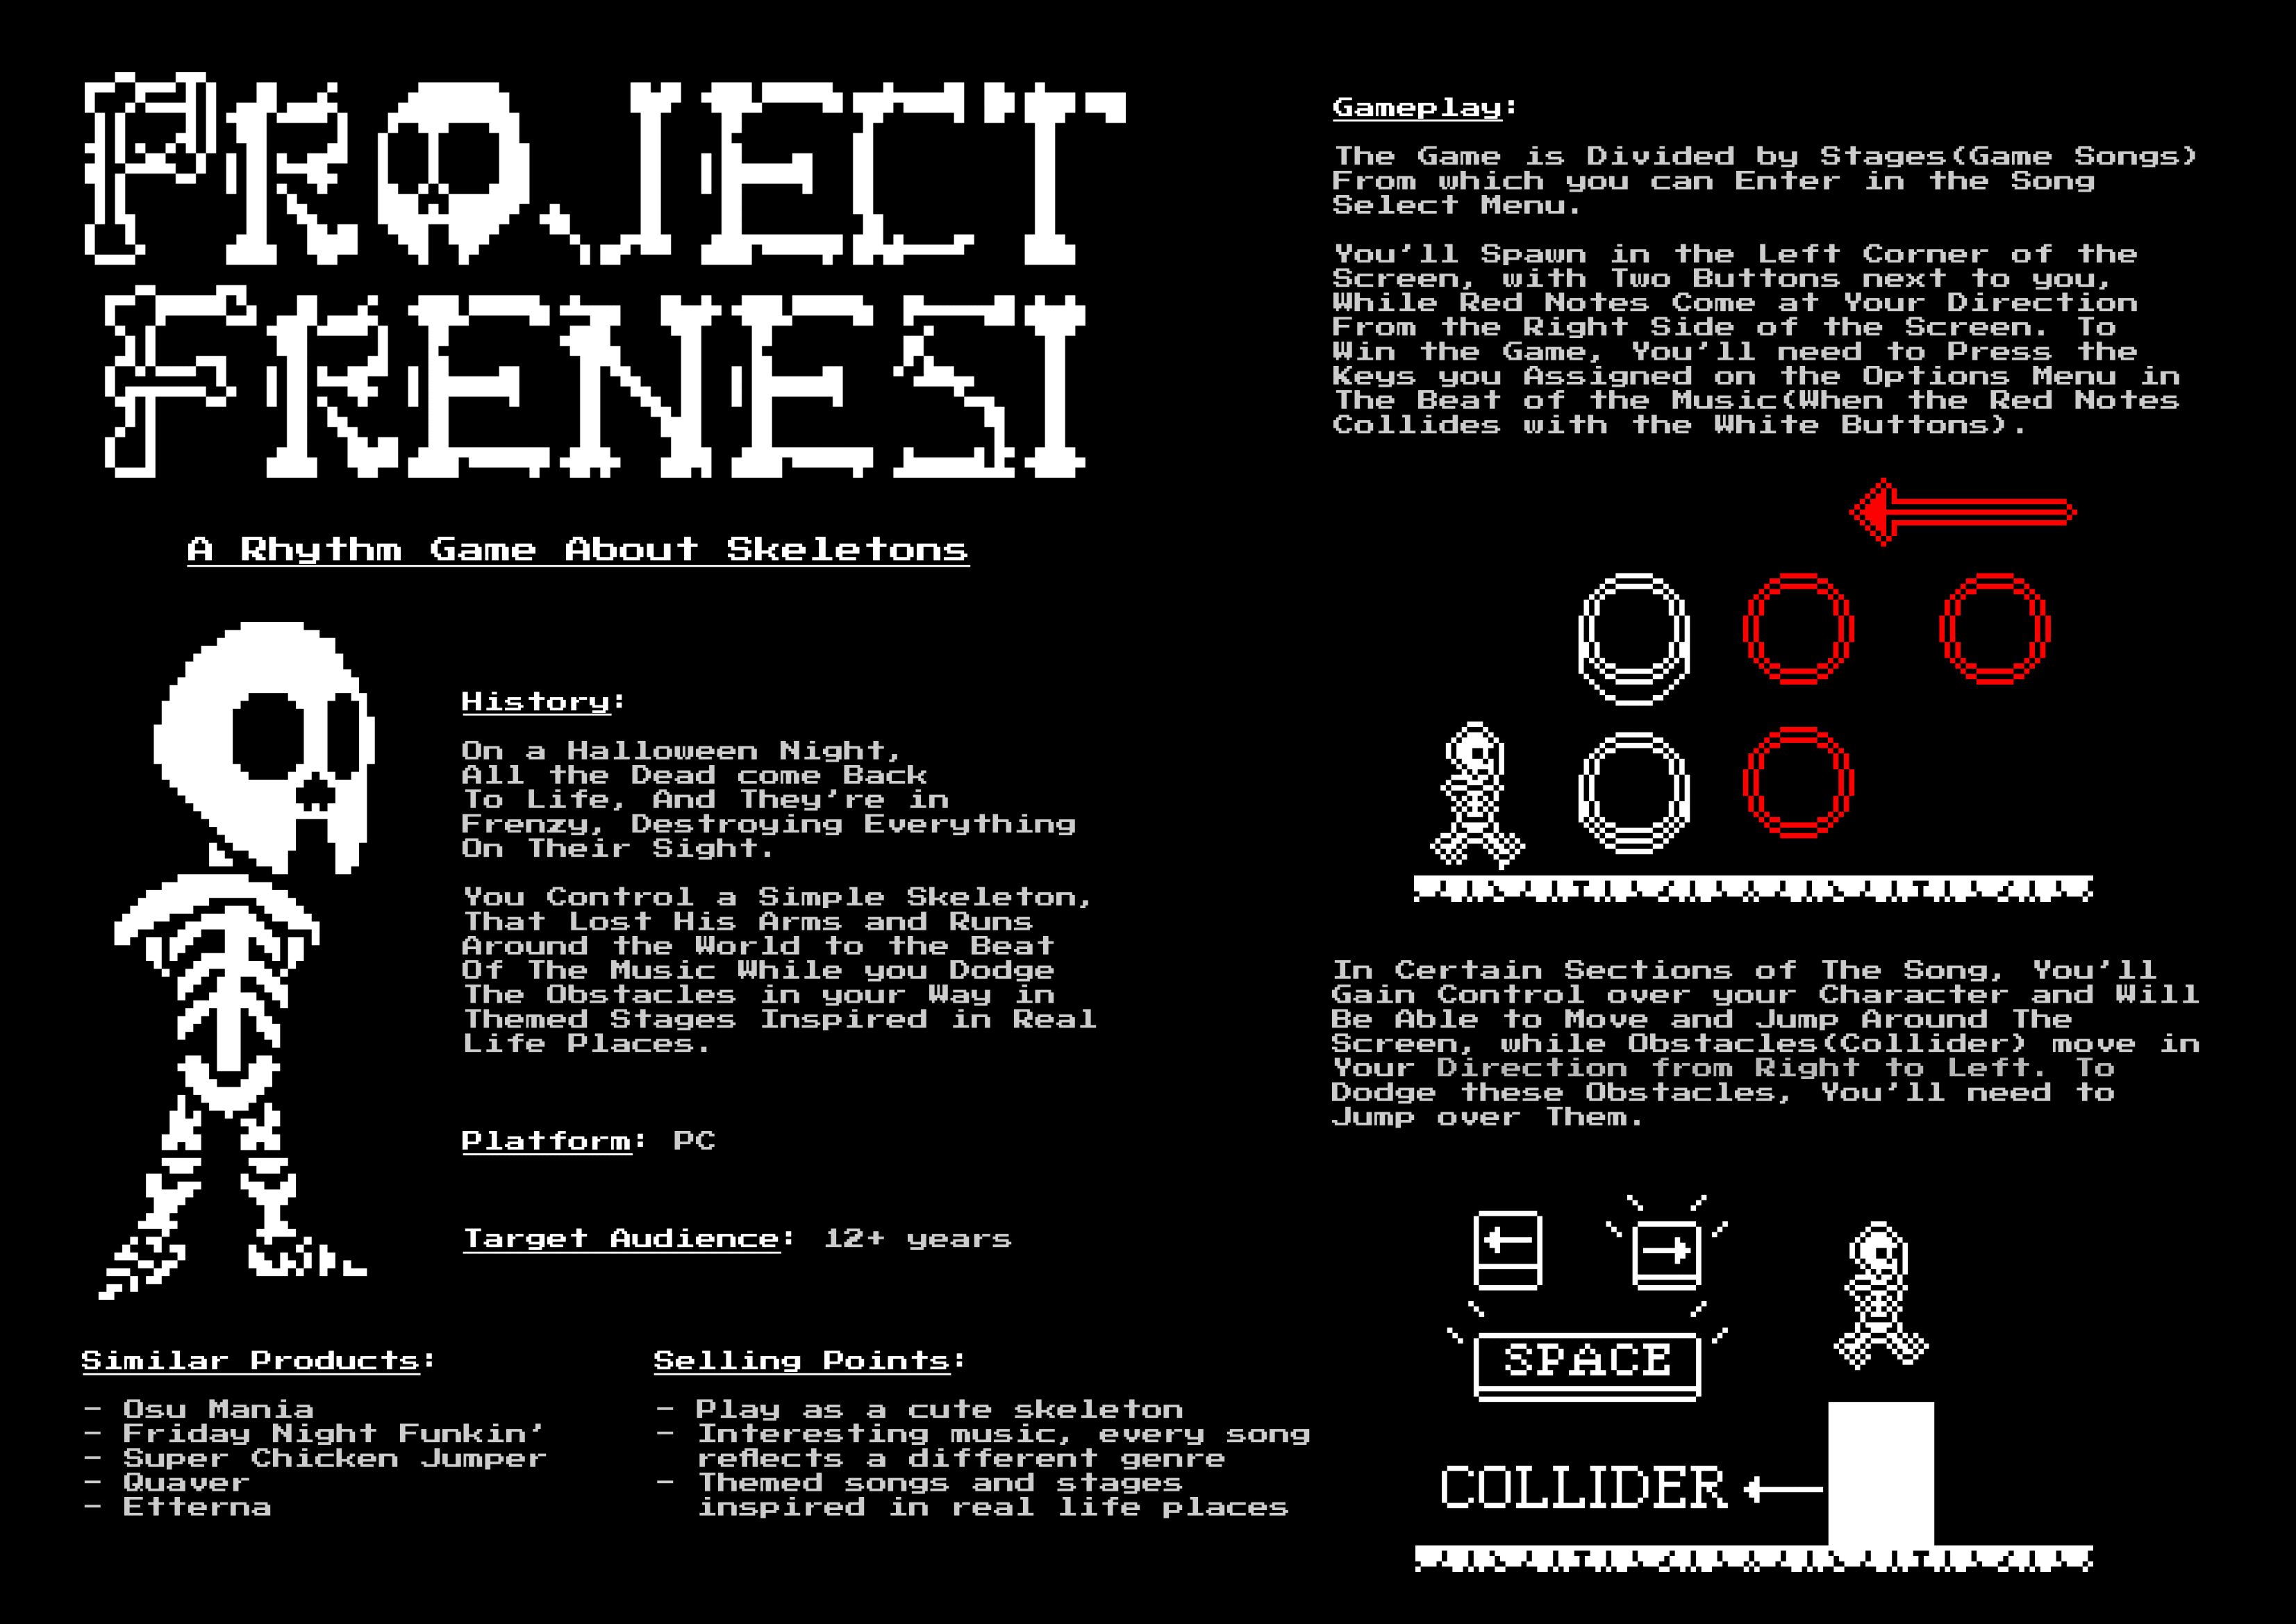 PROJECT
FRENESI
A Rhythm Game About Skeletons
History:
On a Halloween Night,
All the Dead come Back
To Life, And They're in
Frenzy, Destroying Everything
On Their Sight.
You Control a Simple Skeleton,
That Lost His Arms and Runs
Around the World to the Beat
Of The Music While you Dodge
The Obstacles in your Way in
Themed Stages Inspired in Real
Life Places.
Platform: PC
Target Audience: 12+ years
Similar Products:
- Osu Mania
- Friday Night Funkin'
- Super Chicken Jumper
- Quaver
- Etterna
Selling Points:
- Play as a cute skeleton
- Interesting music, every song
reflects a different genre
- Themed songs and stages
inspired in real life places
Gameplay:
The Game is Divided by Stages(Game Songs)
From which you can Enter in the Song
Select Menu.
You'll Spawn in the Left Corner of the
Screen, with Two Buttons next to you,
While Red Notes Come at Your Direction
From the Right Side of the Screen. To
Win the Game, You'll need to Press the
Keys you Assigned on the Options Menu in
The Beat of the Music(When the Red Notes
Collides with the White Buttons).
In Certain Sections of The Song, You'll
Gain Control over your Character and Will
Be Able to Move and Jump Around The
Screen, while Obstacles(Collider) move in
Your Direction from Right to Left. To
Dodge these Obstacles, You'll need to
Jump over Them.
SPACE
COLLIDER